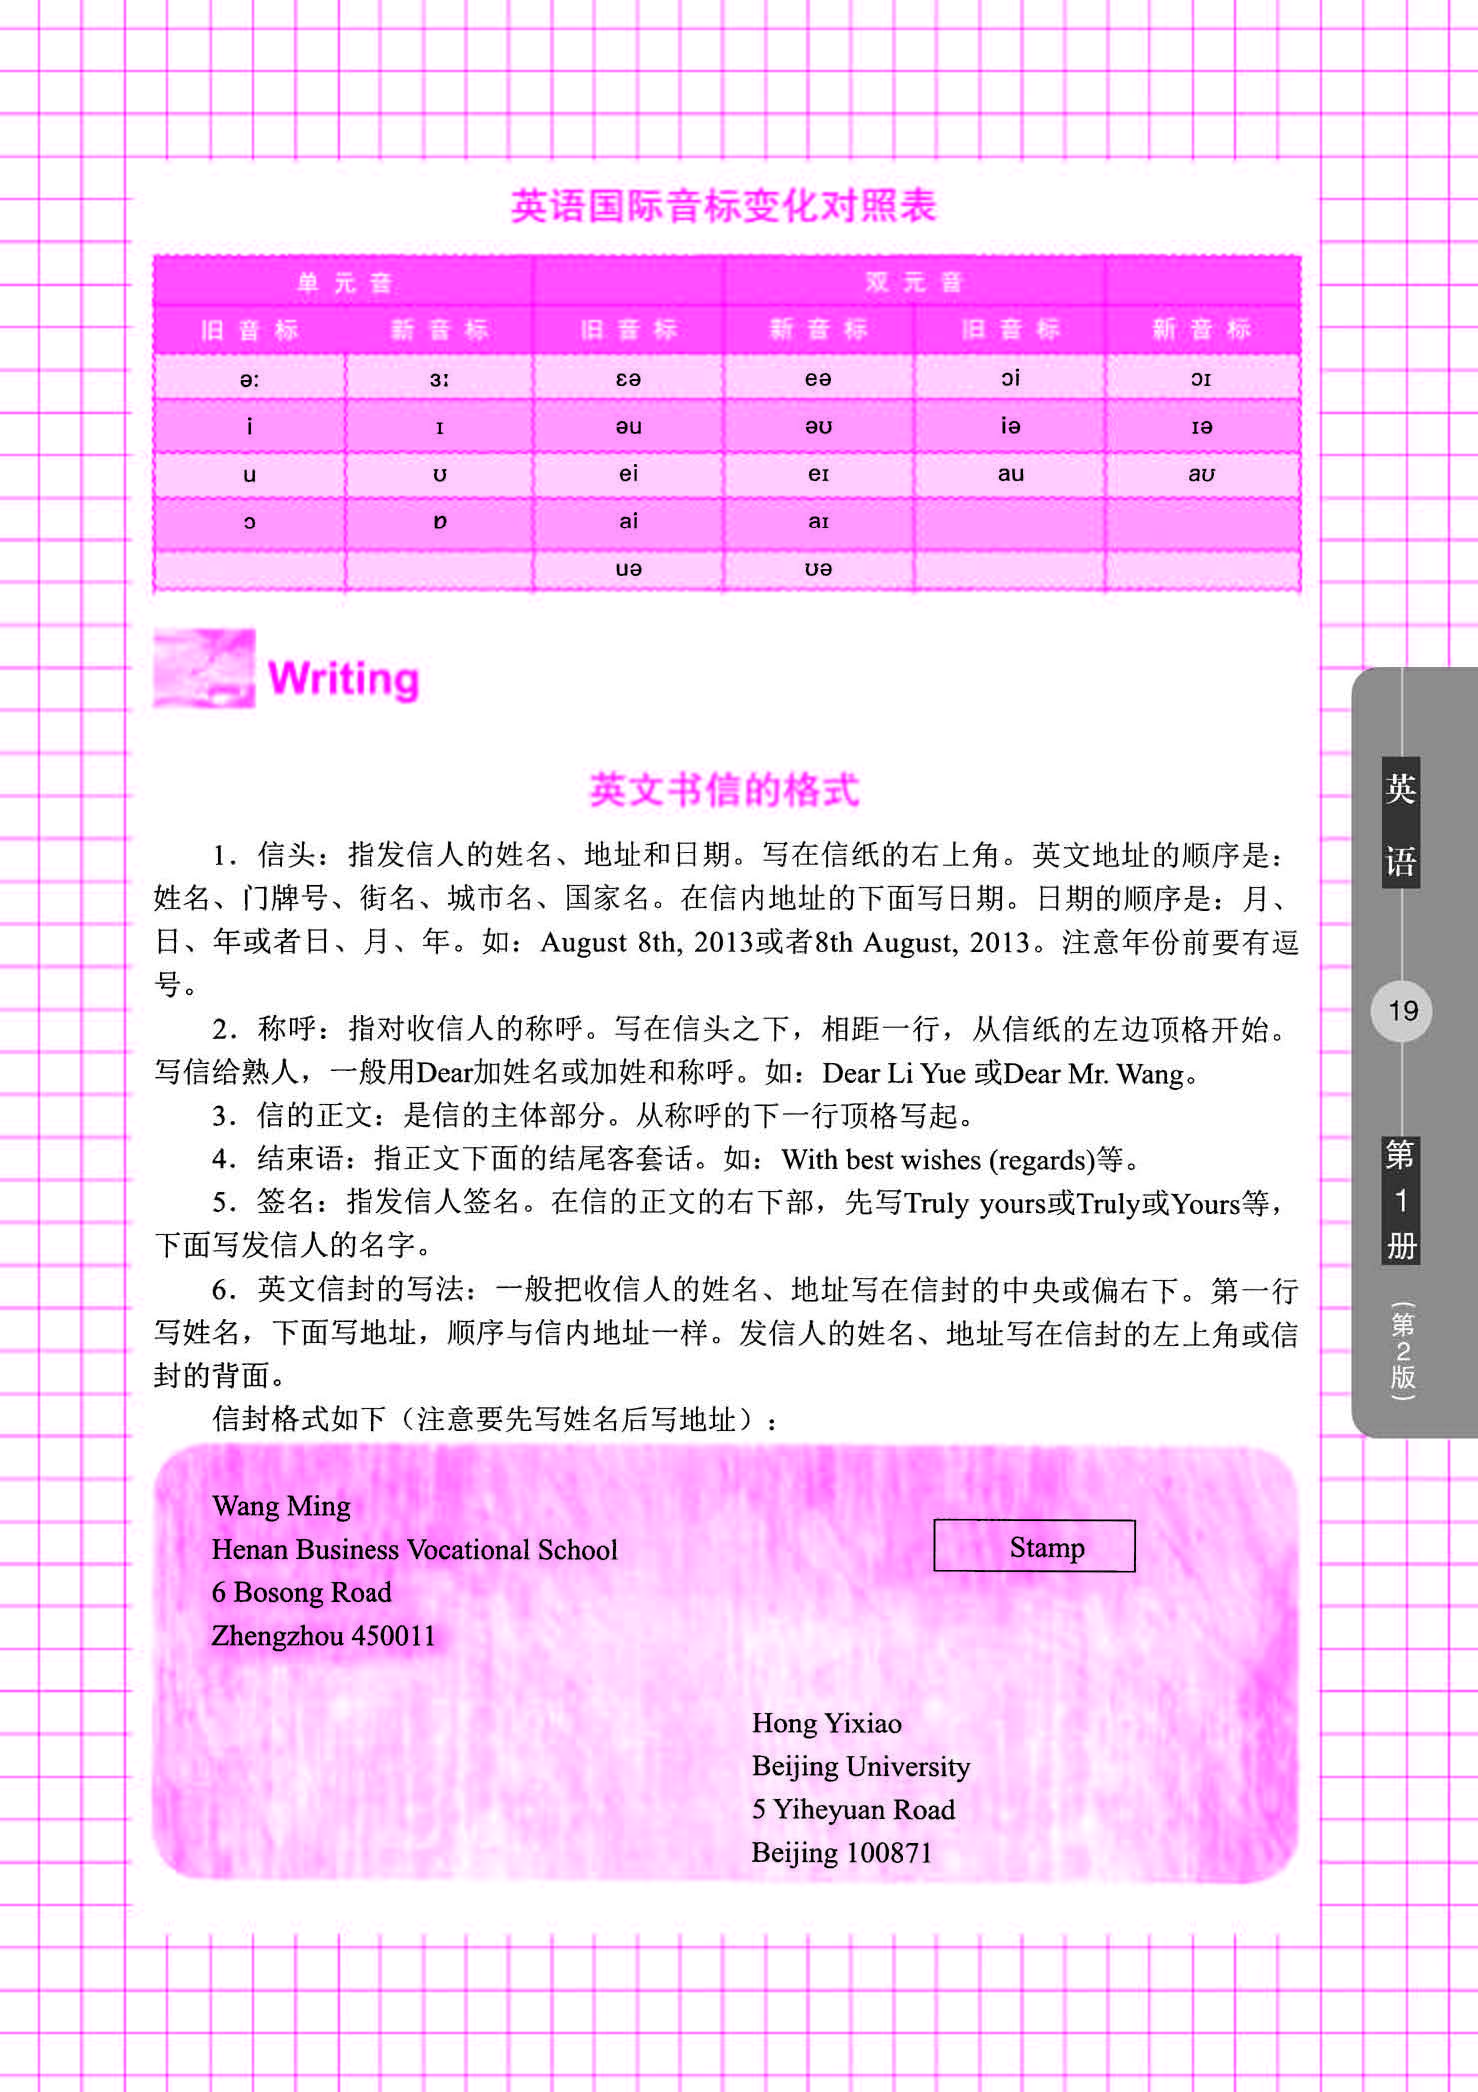 英语国际音标变化对照表
单元音 双元音
旧音标 新音标 旧音标 新音标 旧音标 新音标
ə: ɜː ɛə eə ɔi ɔɪ
i ɪ əu əʊ iə ɪə
u ʊ ei eɪ au aʊ
ɔ ɒ ai aɪ
uə ʊə
Writing
英文书信的格式
1．信头：指发信人的姓名、地址和日期。写在信纸的右上角。英文地址的顺序是：
姓名、门牌号、街名、城市名、国家名。在信内地址的下面写日期。日期的顺序是：月、
日、年或者日、月、年。如：August 8th, 2013或者8th August, 2013。注意年份前要有逗
号。
2．称呼：指对收信人的称呼。写在信头之下，相距一行，从信纸的左边顶格开始。
写信给熟人，一般用Dear加姓名或加姓和称呼。如：Dear Li Yue 或Dear Mr. Wang。
3．信的正文：是信的主体部分。从称呼的下一行顶格写起。
4．结束语：指正文下面的结尾客套话。如：With best wishes (regards)等。
5．签名：指发信人签名。在信的正文的右下部，先写Truly yours或Truly或Yours等，
下面写发信人的名字。
6．英文信封的写法：一般把收信人的姓名、地址写在信封的中央或偏右下。第一行
写姓名，下面写地址，顺序与信内地址一样。发信人的姓名、地址写在信封的左上角或信
封的背面。
信封格式如下（注意要先写姓名后写地址）:
Wang Ming
Henan Business Vocational School
6 Bosong Road
Zhengzhou 450011
Stamp
Hong Yixiao
Beijing University
5 Yiheyuan Road
Beijing 100871
英语
19
第1册
(第2版)